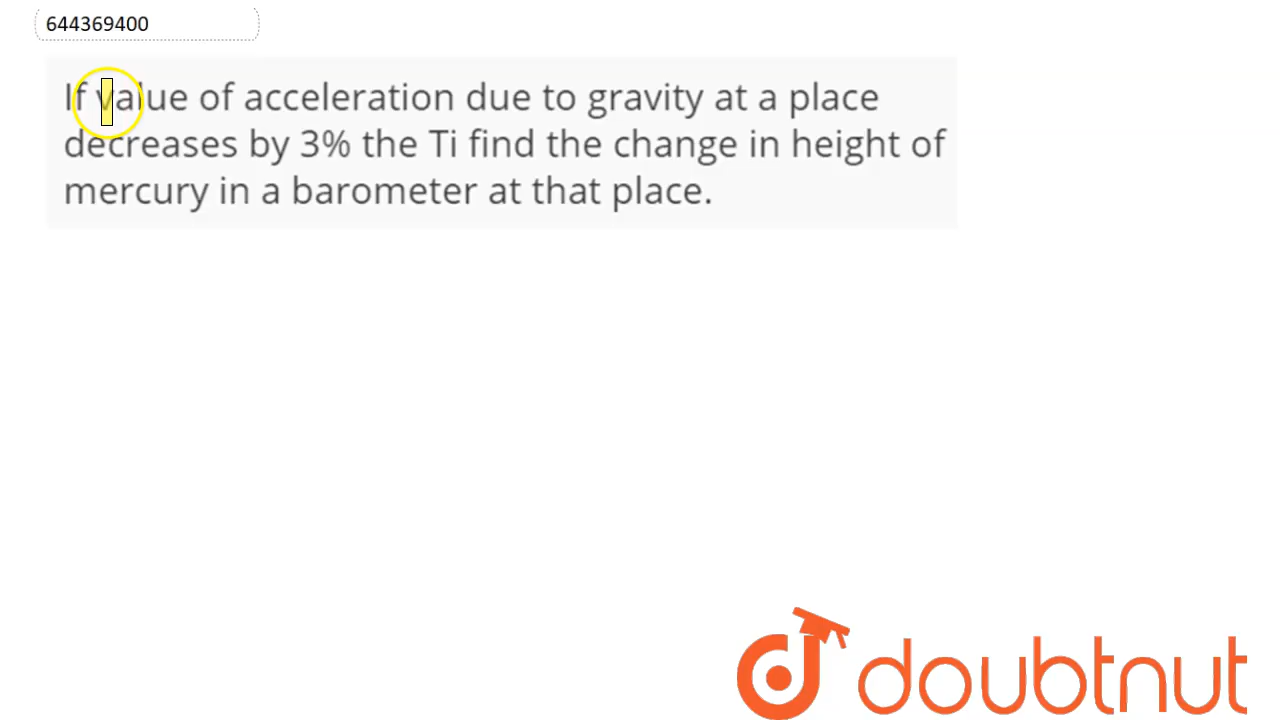 644369400
If value of acceleration due to gravity at a place
decreases by 3% the Ti find the change in height of
mercury in a barometer at that place.
doubtnut